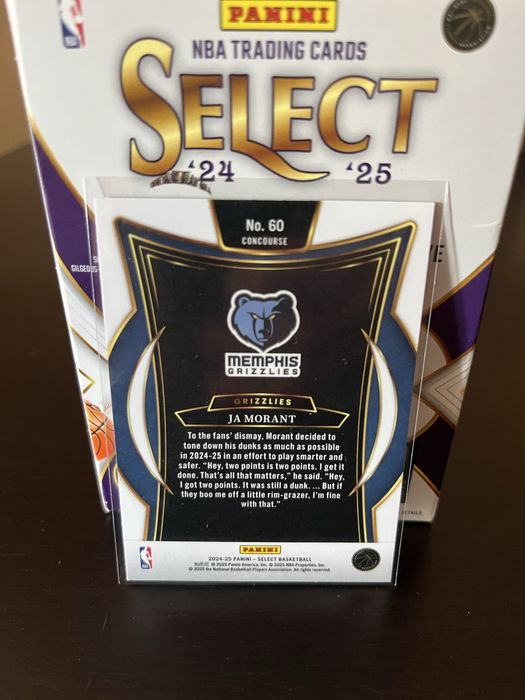 PANINI
NBA TRADING CARDS
SELECT
'24 '25
GILGEOUS-
No. 60
CONCOURSE
MEMPHIS
GRIZZLIES
GRIZZLIES
JA MORANT
To the fans' dismay, Morant decided to
tone down his dunks as much as possible
in 2024-25 in an effort to play smarter and
safer. "Hey, two points is two points. I get it
done. That's all that matters," he said. "Hey,
I got two points. It was still a dunk. ... But if
they boo me off a little rim-grazer, I'm fine
with that."
DETAILS.
PANINI
NBA
2024-25 PANINI – SELECT BASKETBALL
© 2025 Panini America, Inc. © 2025 NBA Properties, Inc.
© 2025 the National Basketball Players Association. All rights reserved.